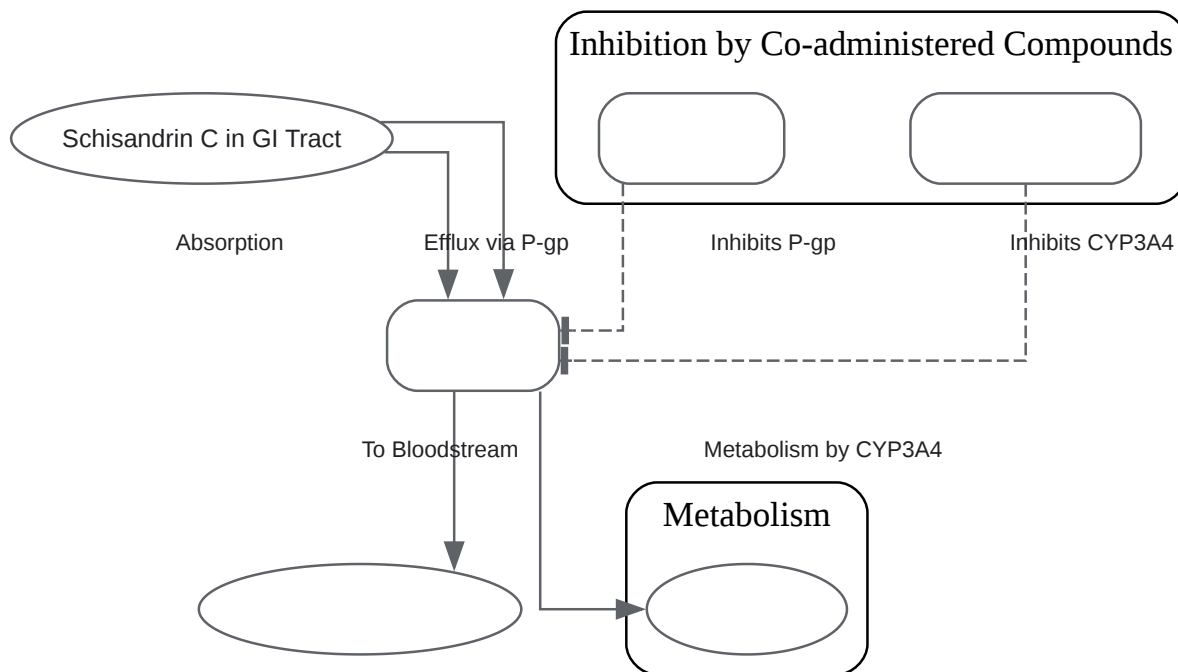 Inhibition by Co-administered Compounds
Schisandrin C in GI Tract
Absorption
Efflux via P-gp
Inhibits P-gp
Inhibits CYP3A4
To Bloodstream
Metabolism by CYP3A4
Metabolism